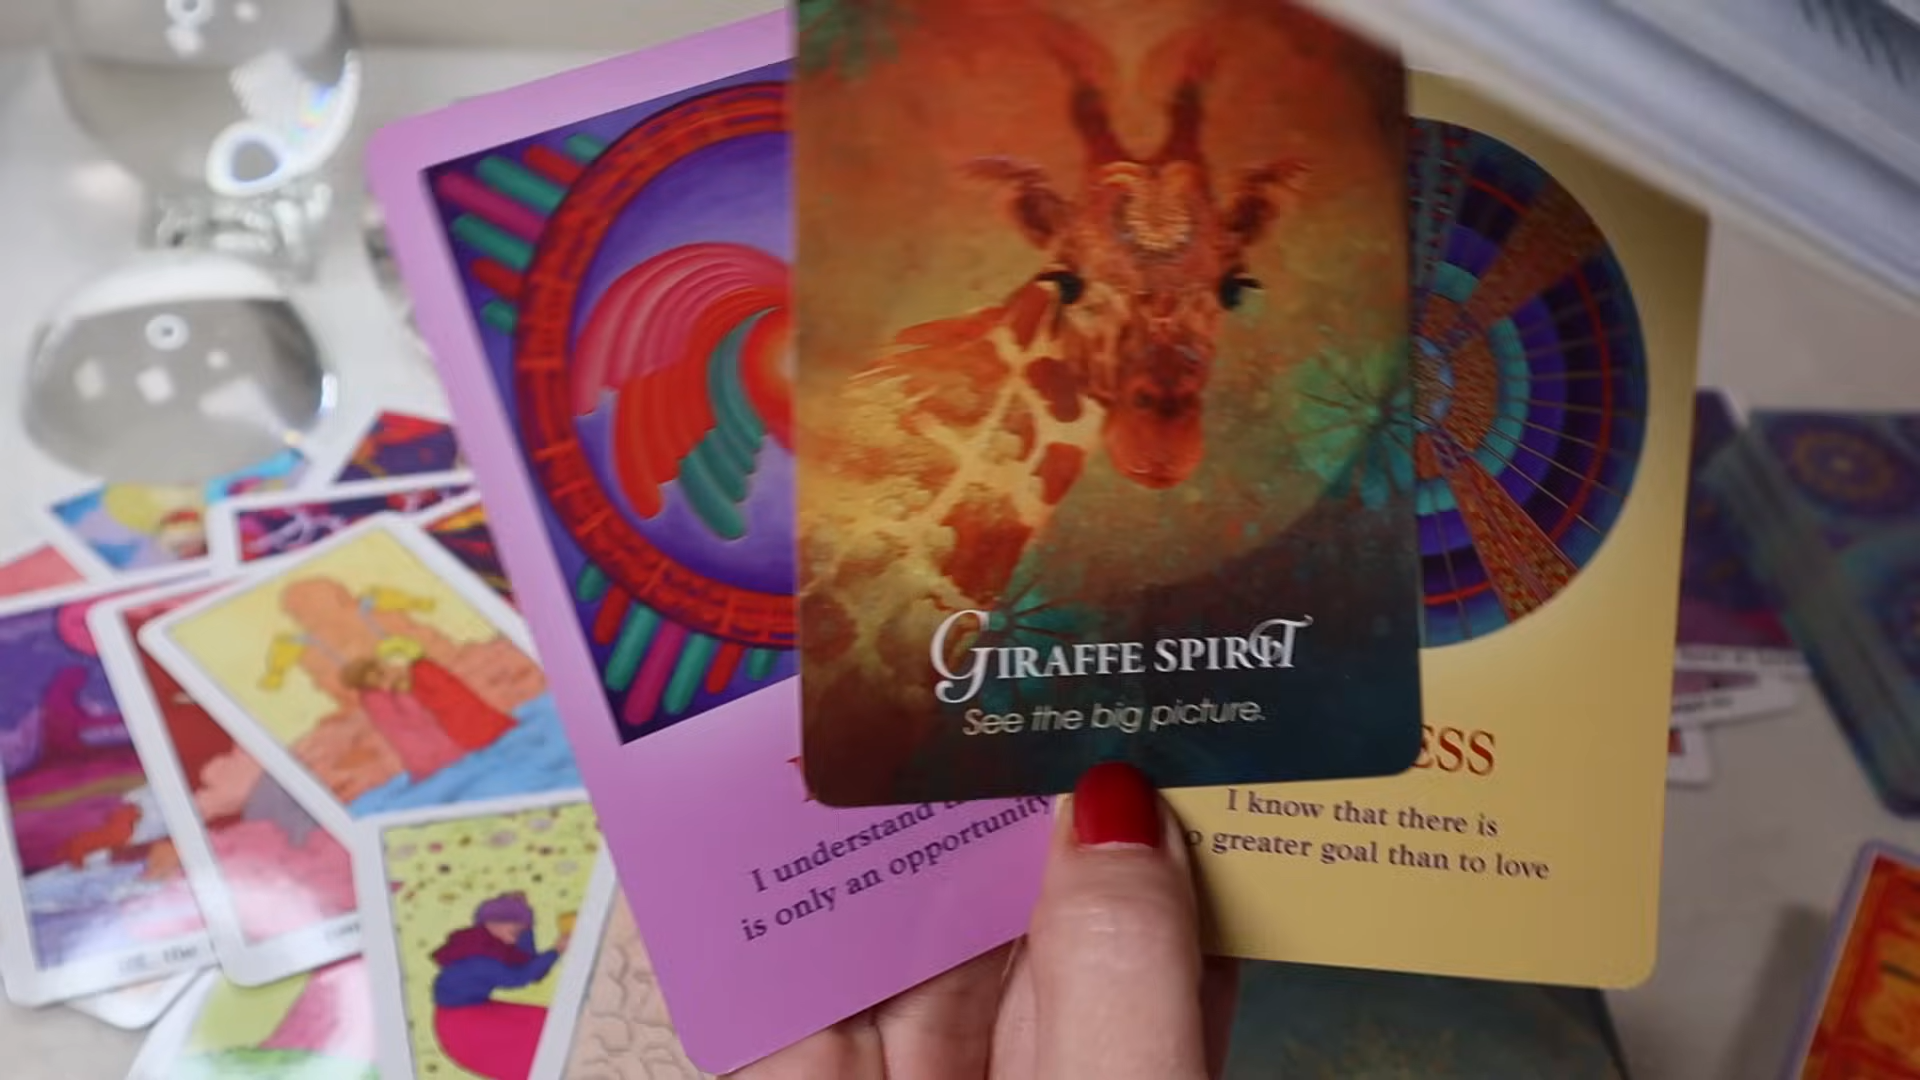 GIRAFFE SPIRIT
See the big picture.
ESS
I understand
is only an opportunity
I know that there is
greater goal than to love